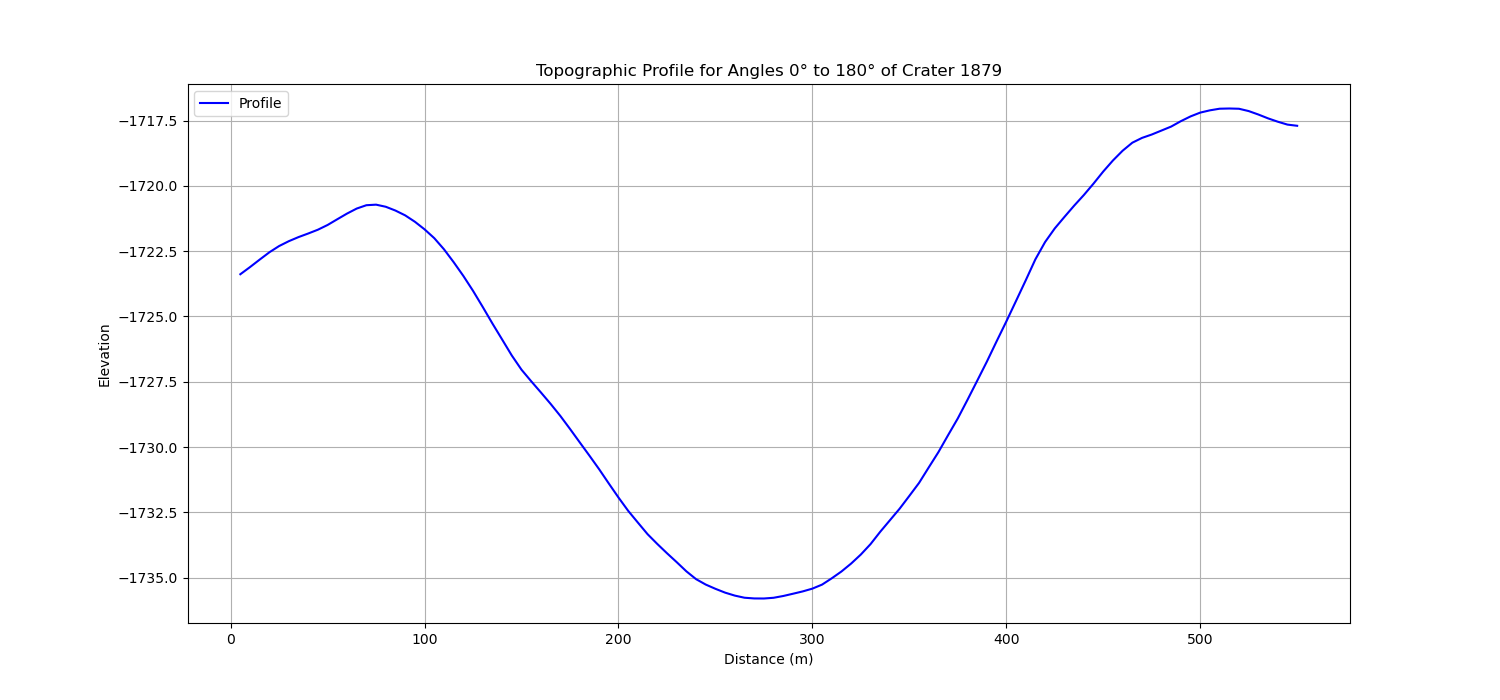 Topographic Profile for Angles 0° to 180° of Crater 1879
Profile
−1717.5
−1720.0
−1722.5
−1725.0
−1727.5
−1730.0
−1732.5
−1735.0
Elevation
0 100 200 300 400 500
Distance (m)